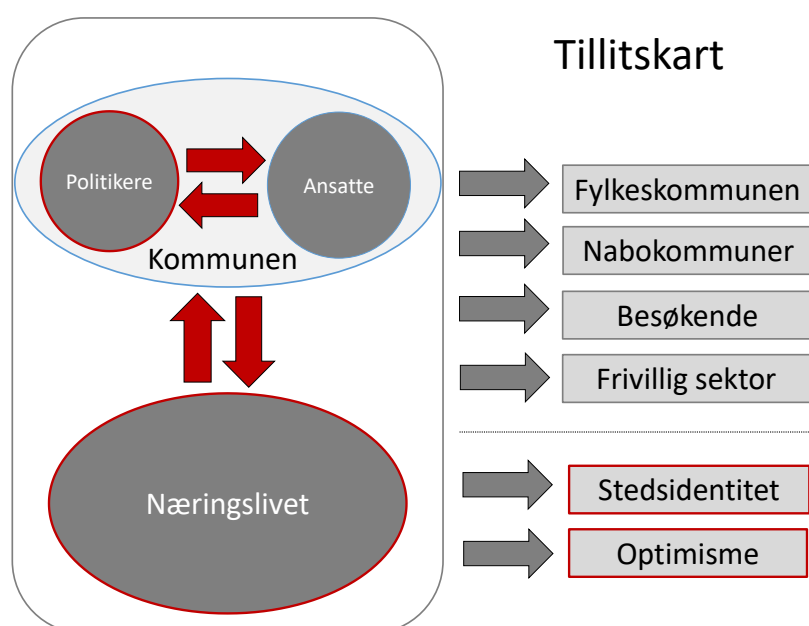 Tillitskart
Politikere
Ansatte
Kommunen
Næringslivet
Fylkeskommunen
Nabokommuner
Besøkende
Frivillig sektor
Stedsidentitet
Optimisme